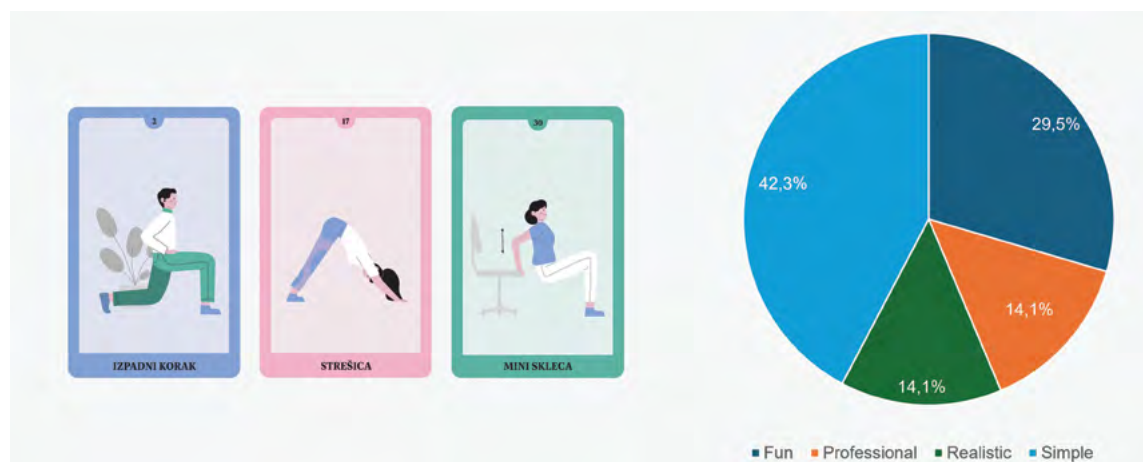 2
17
30
IZPADNI KORAK
STREŠICA
MINI SKLECA
29,5%
42,3%
14,1%
14,1%
Fun Professional Realistic Simple